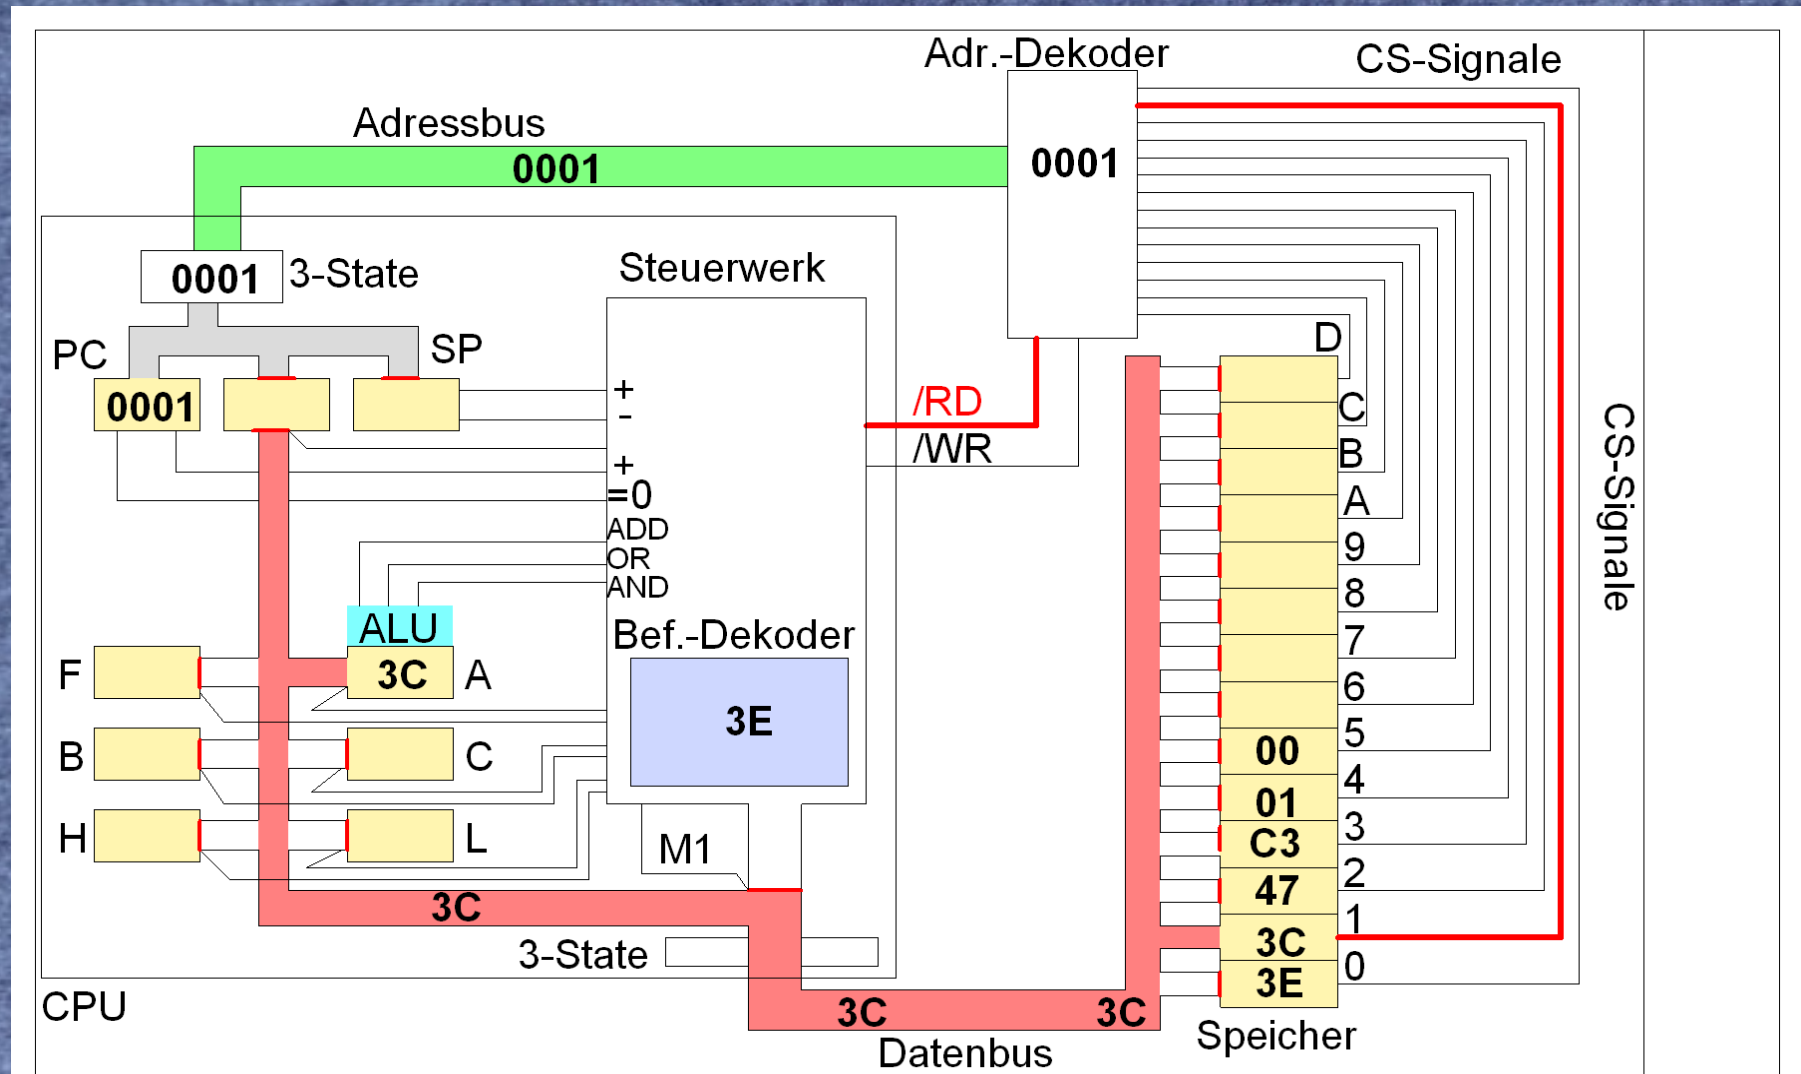 Adr.-Dekoder
CS-Signale
Adressbus
0001
0001
0001
3-State
Steuerwerk
PC
SP
0001
+
-
/RD
/WR
+
=0
ADD
OR
AND
ALU
Bef.-Dekoder
F
3C
A
3E
B
C
H
L
M1
3C
3-State
CPU
3C
3C
Datenbus
D
C
B
A
9
8
7
6
5
00
4
01
3
C3
2
47
1
3C
0
3E
Speicher
CS-Signale